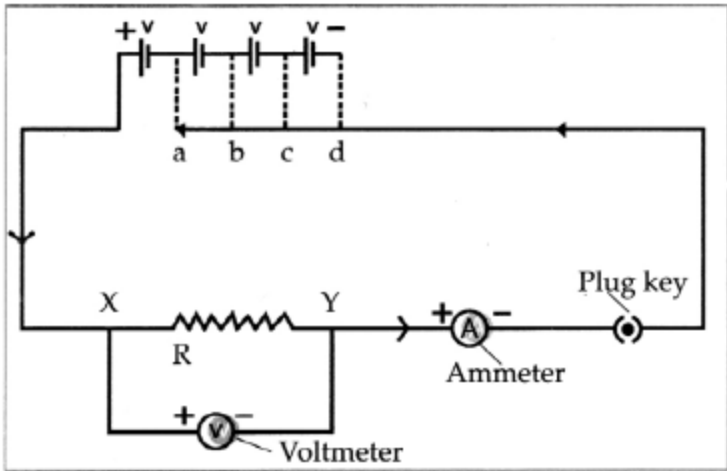 + v v v v −
a b c d
X Y
R
+ A −
Ammeter
Plug key
+ v −
Voltmeter